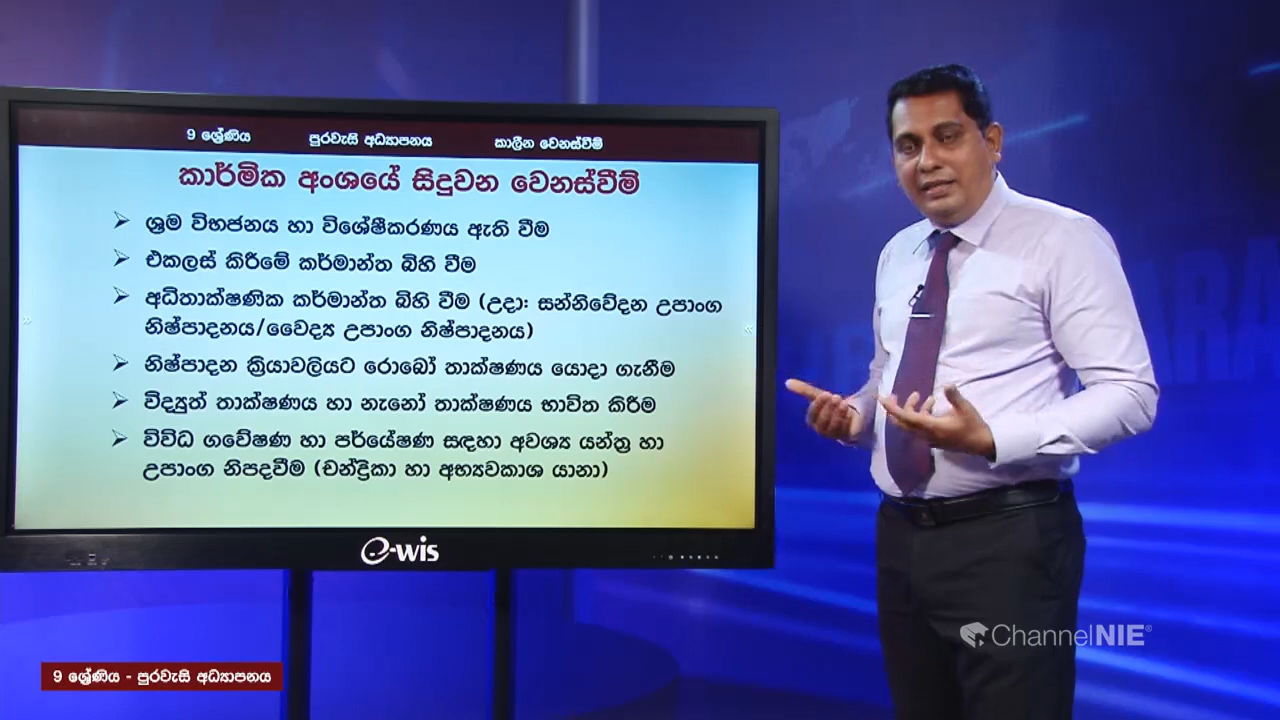 9 ශ්‍රේණිය පුරවැසි අධ්‍යාපනය කාලීන වෙනස්වීම්
කාර්මික අංශයේ සිදුවන වෙනස්වීම්
➢ ශ්‍රම විභජනය හා විශේෂීකරණය ඇති වීම
➢ එකලස් කිරීමේ කර්මාන්ත බිහි වීම
➢ අධිතාක්ෂණික කර්මාන්ත බිහි වීම (උදා: සන්නිවේදන උපාංග
නිෂ්පාදනය/වෛද්‍ය උපාංග නිෂ්පාදනය)
➢ නිෂ්පාදන ක්‍රියාවලියට රොබෝ තාක්ෂණය යොදා ගැනීම
➢ විද්‍යුත් තාක්ෂණය හා නැනෝ තාක්ෂණය භාවිත කිරීම
➢ විවිධ ගවේෂණ හා පර්යේෂණ සඳහා අවශ්‍ය යන්ත්‍ර හා
උපාංග නිපදවීම (චන්ද්‍රිකා හා අභ්‍යවකාශ යානා)
e-wis
ChannelNIE®
9 ශ්‍රේණිය - පුරවැසි අධ්‍යාපනය